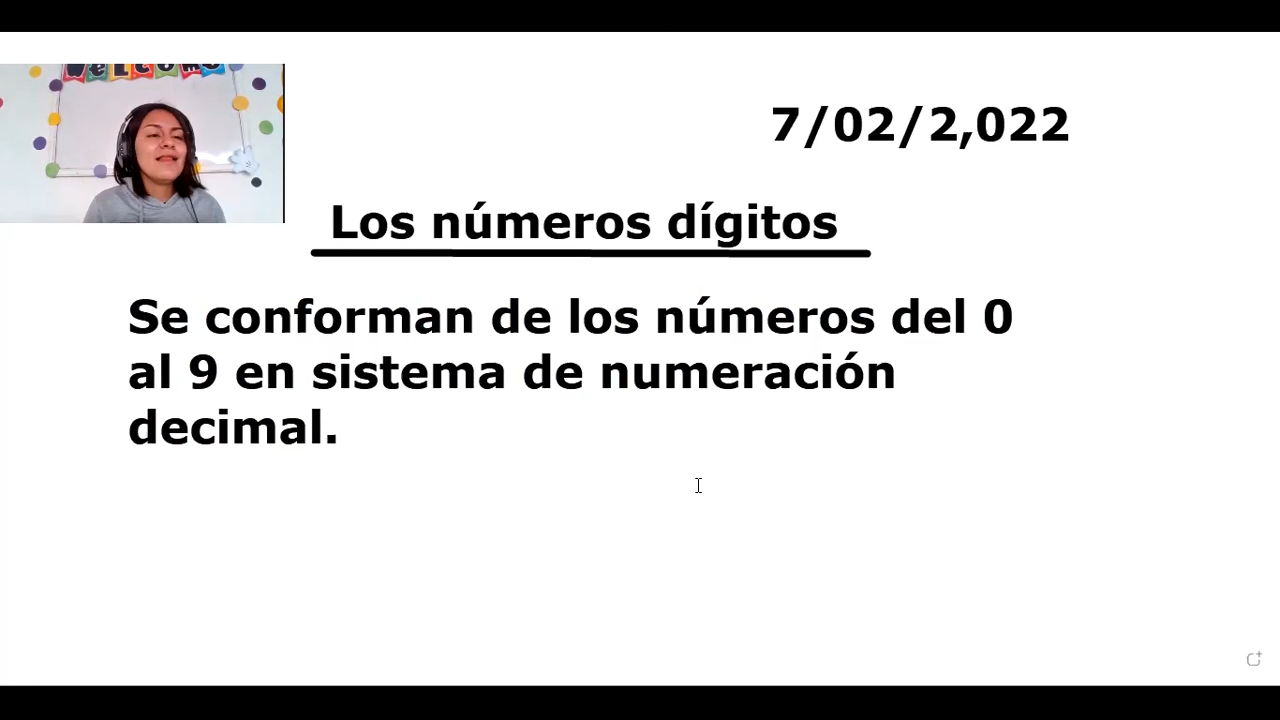 WELCOME
7/02/2,022
Los números dígitos
Se conforman de los números del 0
al 9 en sistema de numeración
decimal.